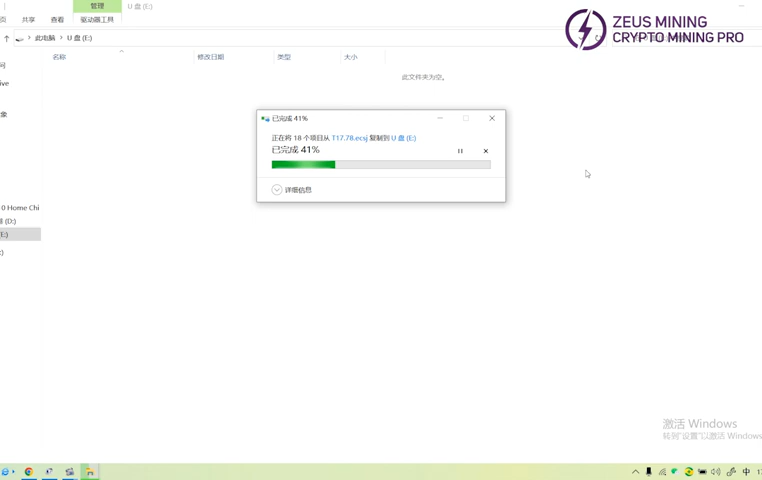 管理
U 盘 (E:)
页 共享 查看 驱动器工具
ZEUS MINING
CRYPTO MINING PRO
此电脑 U 盘 (E:)
名称 修改日期 类型 大小
此文件夹为空。
已完成 41%
正在将 18 个项目从 T17.78.ecsj 复制到 U 盘 (E:)
已完成 41%
详细信息
问
ive
象
0 Home Chi
(D:)
(E:)
激活 Windows
转到"设置"以激活 Windows
中